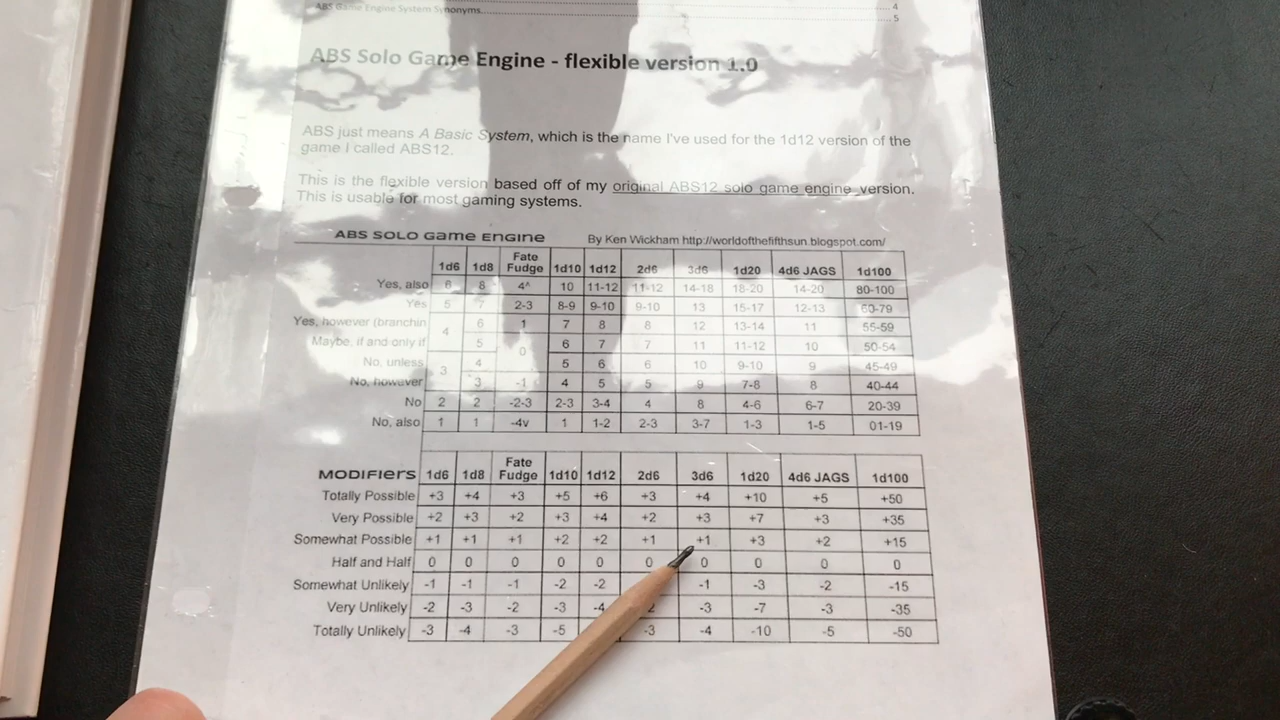 ABS Game Engine System Synonyms 4
5
ABS Solo Game Engine - flexible version 1.0
ABS just means A Basic System, which is the name I've used for the 1d12 version of the
game I called ABS12.
This is the flexible version based off of my original ABS12 solo game engine version.
This is usable for most gaming systems.
ABS SOLO Game ENGINE By Ken Wickham http://worldofthefifthsun.blogspot.com/
1d6 1d8 Fate Fudge 1d10 1d12 2d6 3d6 1d20 4d6 JAGS 1d100
Yes, also 6 8 4^ 10 11-12 11-12 14-18 18-20 14-20 80-100
Yes 5 7 2-3 8-9 9-10 9-10 13 15-17 12-13 60-79
Yes, however (branchin 4 6 1 7 8 8 12 13-14 11 55-59
Maybe, if and only if 5 0 6 7 7 11 11-12 10 50-54
No, unless 3 4 5 6 6 10 9-10 9 45-49
No, however 3 -1 4 5 5 9 7-8 8 40-44
No 2 2 -2-3 2-3 3-4 4 8 4-6 6-7 20-39
No, also 1 1 -4v 1 1-2 2-3 3-7 1-3 1-5 01-19
MODIFIERS 1d6 1d8 Fate Fudge 1d10 1d12 2d6 3d6 1d20 4d6 JAGS 1d100
Totally Possible +3 +4 +3 +5 +6 +3 +4 +10 +5 +50
Very Possible +2 +3 +2 +3 +4 +2 +3 +7 +3 +35
Somewhat Possible +1 +1 +1 +2 +2 +1 +1 +3 +2 +15
Half and Half 0 0 0 0 0 0 0 0 0 0
Somewhat Unlikely -1 -1 -1 -2 -2 -1 -3 -2 -15
Very Unlikely -2 -3 -2 -3 -4 2 -3 -7 -3 -35
Totally Unlikely -3 -4 -3 -5 -3 -4 -10 -5 -50